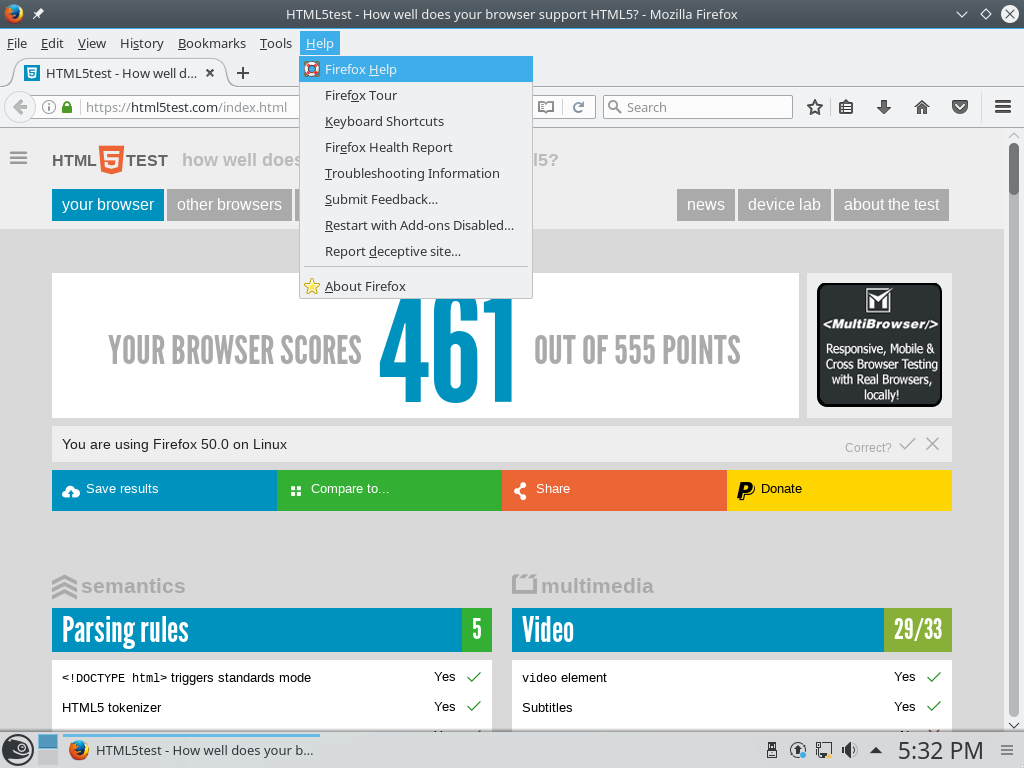 HTML5test - How well does your browser support HTML5? - Mozilla Firefox
File Edit View History Bookmarks Tools Help
HTML5test - How well d...
Firefox Help
Firefox Tour
Keyboard Shortcuts
Firefox Health Report
Troubleshooting Information
Submit Feedback...
Restart with Add-ons Disabled...
Report deceptive site...
About Firefox
https://html5test.com/index.html
Search
HTML 5 TEST how well does l5?
your browser other browsers news device lab about the test
YOUR BROWSER SCORES 461 OUT OF 555 POINTS
<MultiBrowser/>
Responsive, Mobile &
Cross Browser Testing
with Real Browsers,
locally!
You are using Firefox 50.0 on Linux
Correct?
Save results Compare to... Share Donate
semantics
Parsing rules 5
<!DOCTYPE html> triggers standards mode Yes
HTML5 tokenizer Yes
multimedia
Video 29/33
video element Yes
Subtitles Yes
HTML5test - How well does your b...
5:32 PM